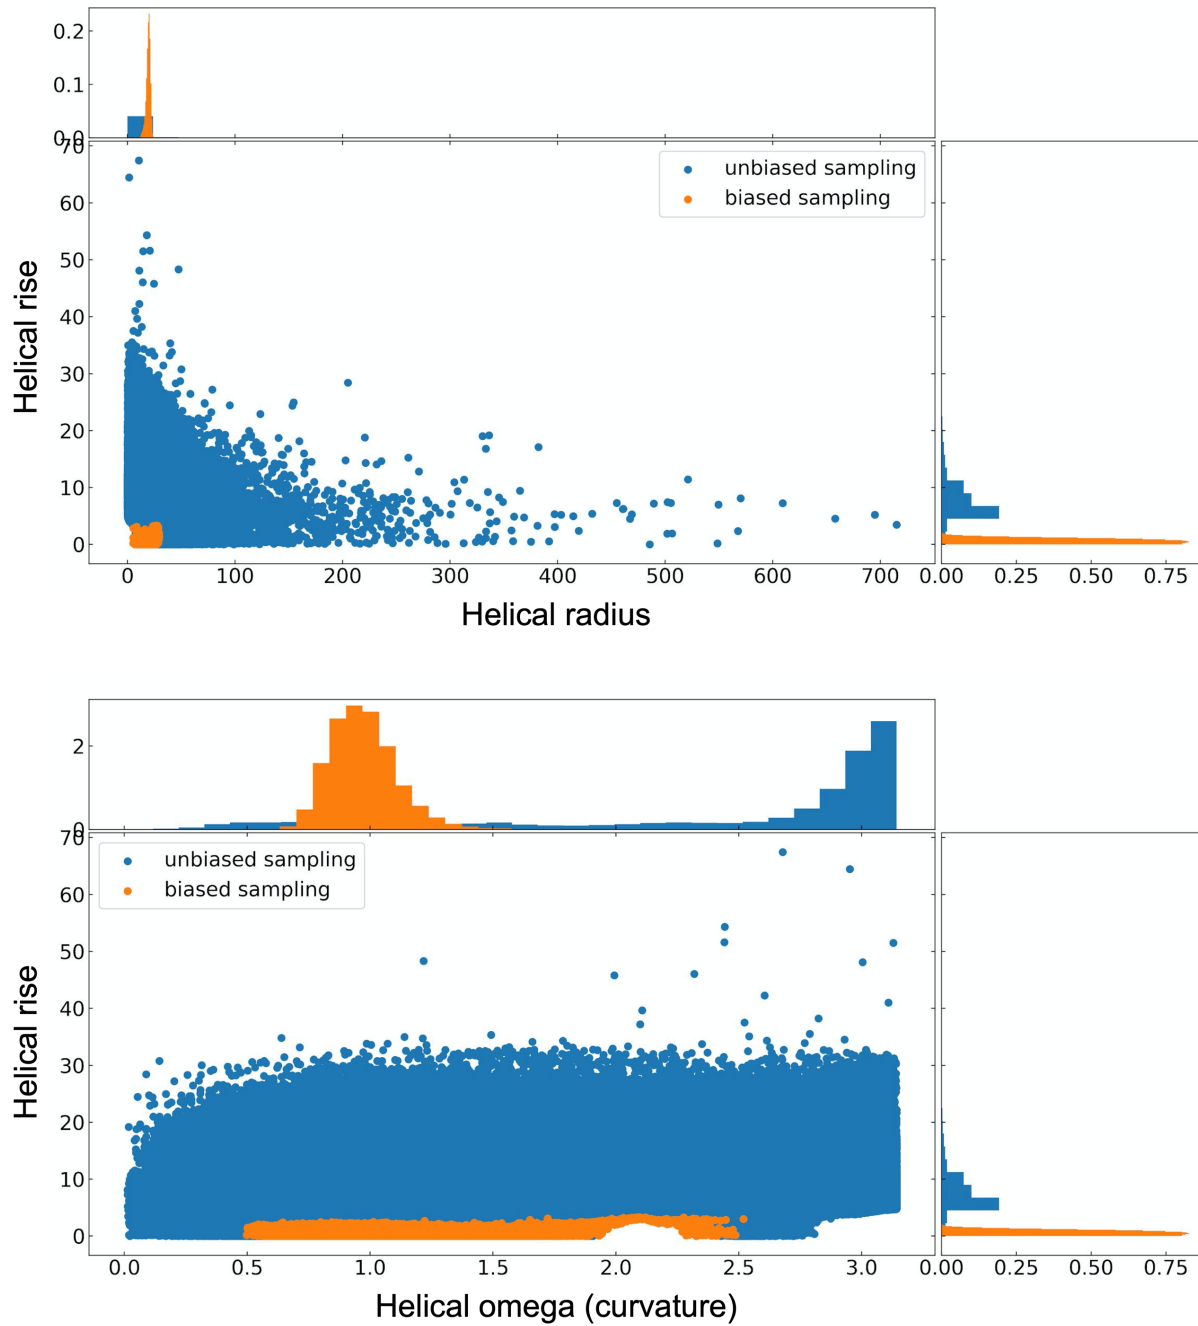 0.2
0.1
0.0
70
60
50
40
30
20
10
0
Helical rise
unbiased sampling
biased sampling
0 100 200 300 400 500 600 700
0.00 0.25 0.50 0.75
Helical radius
2
0
70
60
50
40
30
20
10
0
Helical rise
unbiased sampling
biased sampling
0.0 0.5 1.0 1.5 2.0 2.5 3.0
0.00 0.25 0.50 0.75
Helical omega (curvature)